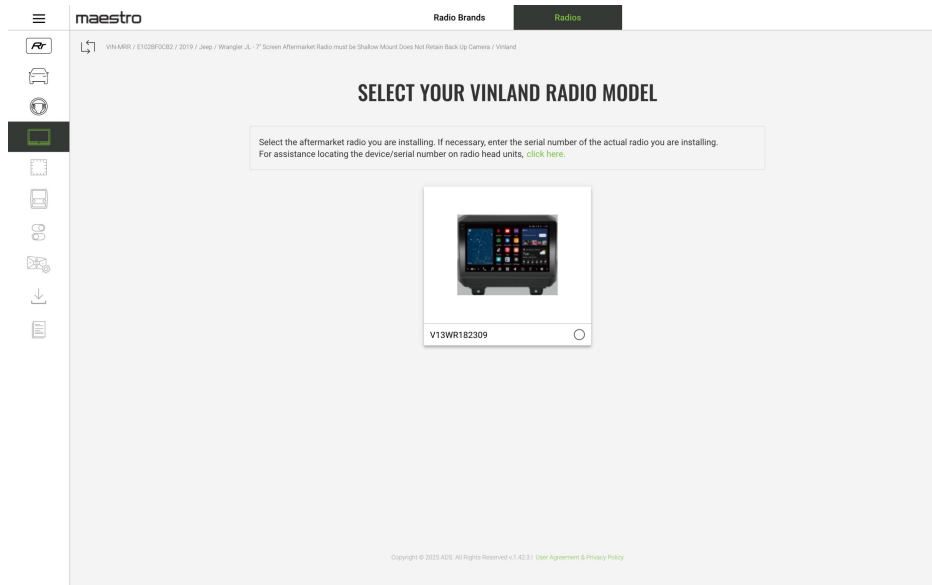 maestro
Radio Brands
Radios
Rr
VIN-MRR / E102BF0CB2 / 2019 / Jeep / Wrangler JL - 7" Screen Aftermarket Radio must be Shallow Mount Does Not Retain Back Up Camera / Vinland
SELECT YOUR VINLAND RADIO MODEL
Select the aftermarket radio you are installing. If necessary, enter the serial number of the actual radio you are installing.
For assistance locating the device/serial number on radio head units, click here.
V13WR182309
Copyright © 2025 ADS. All Rights Reserved v.1.42.3 / User Agreement & Privacy Policy